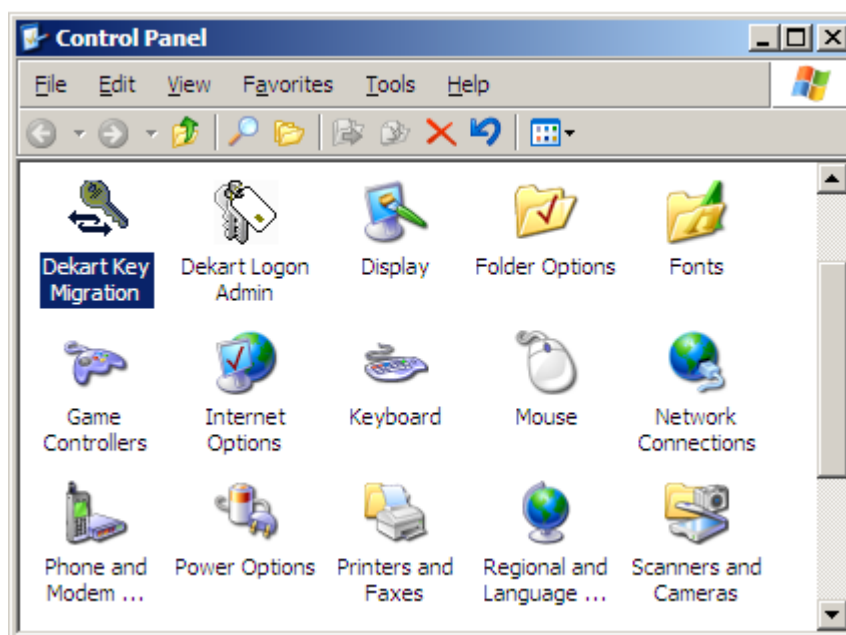 Control Panel
File Edit View Favorites Tools Help
Dekart Key Migration
Dekart Logon Admin
Display
Folder Options
Fonts
Game Controllers
Internet Options
Keyboard
Mouse
Network Connections
Phone and Modem ...
Power Options
Printers and Faxes
Regional and Language ...
Scanners and Cameras